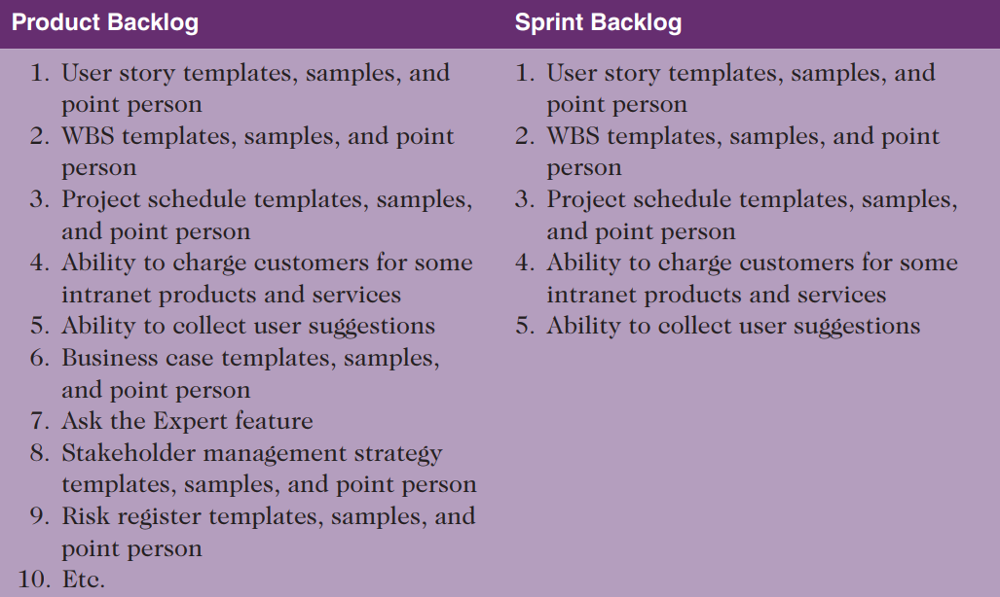 Product Backlog
1. User story templates, samples, and
point person
2. WBS templates, samples, and point
person
3. Project schedule templates, samples,
and point person
4. Ability to charge customers for some
intranet products and services
5. Ability to collect user suggestions
6. Business case templates, samples,
and point person
7. Ask the Expert feature
8. Stakeholder management strategy
templates, samples, and point person
9. Risk register templates, samples, and
point person
10. Etc.
Sprint Backlog
1. User story templates, samples, and
point person
2. WBS templates, samples, and point
person
3. Project schedule templates, samples,
and point person
4. Ability to charge customers for some
intranet products and services
5. Ability to collect user suggestions